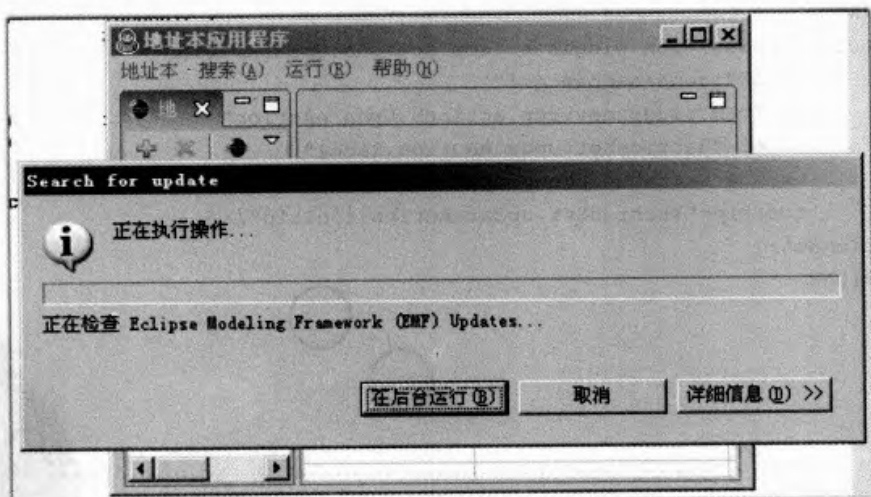 地址本应用程序
地址本 · 搜索(A) 运行(R) 帮助(H)
地
Search for update
正在执行操作...
正在检查 Eclipse Modeling Framework (EMF) Updates...
在后台运行(B) 取消 详细信息(D) >>